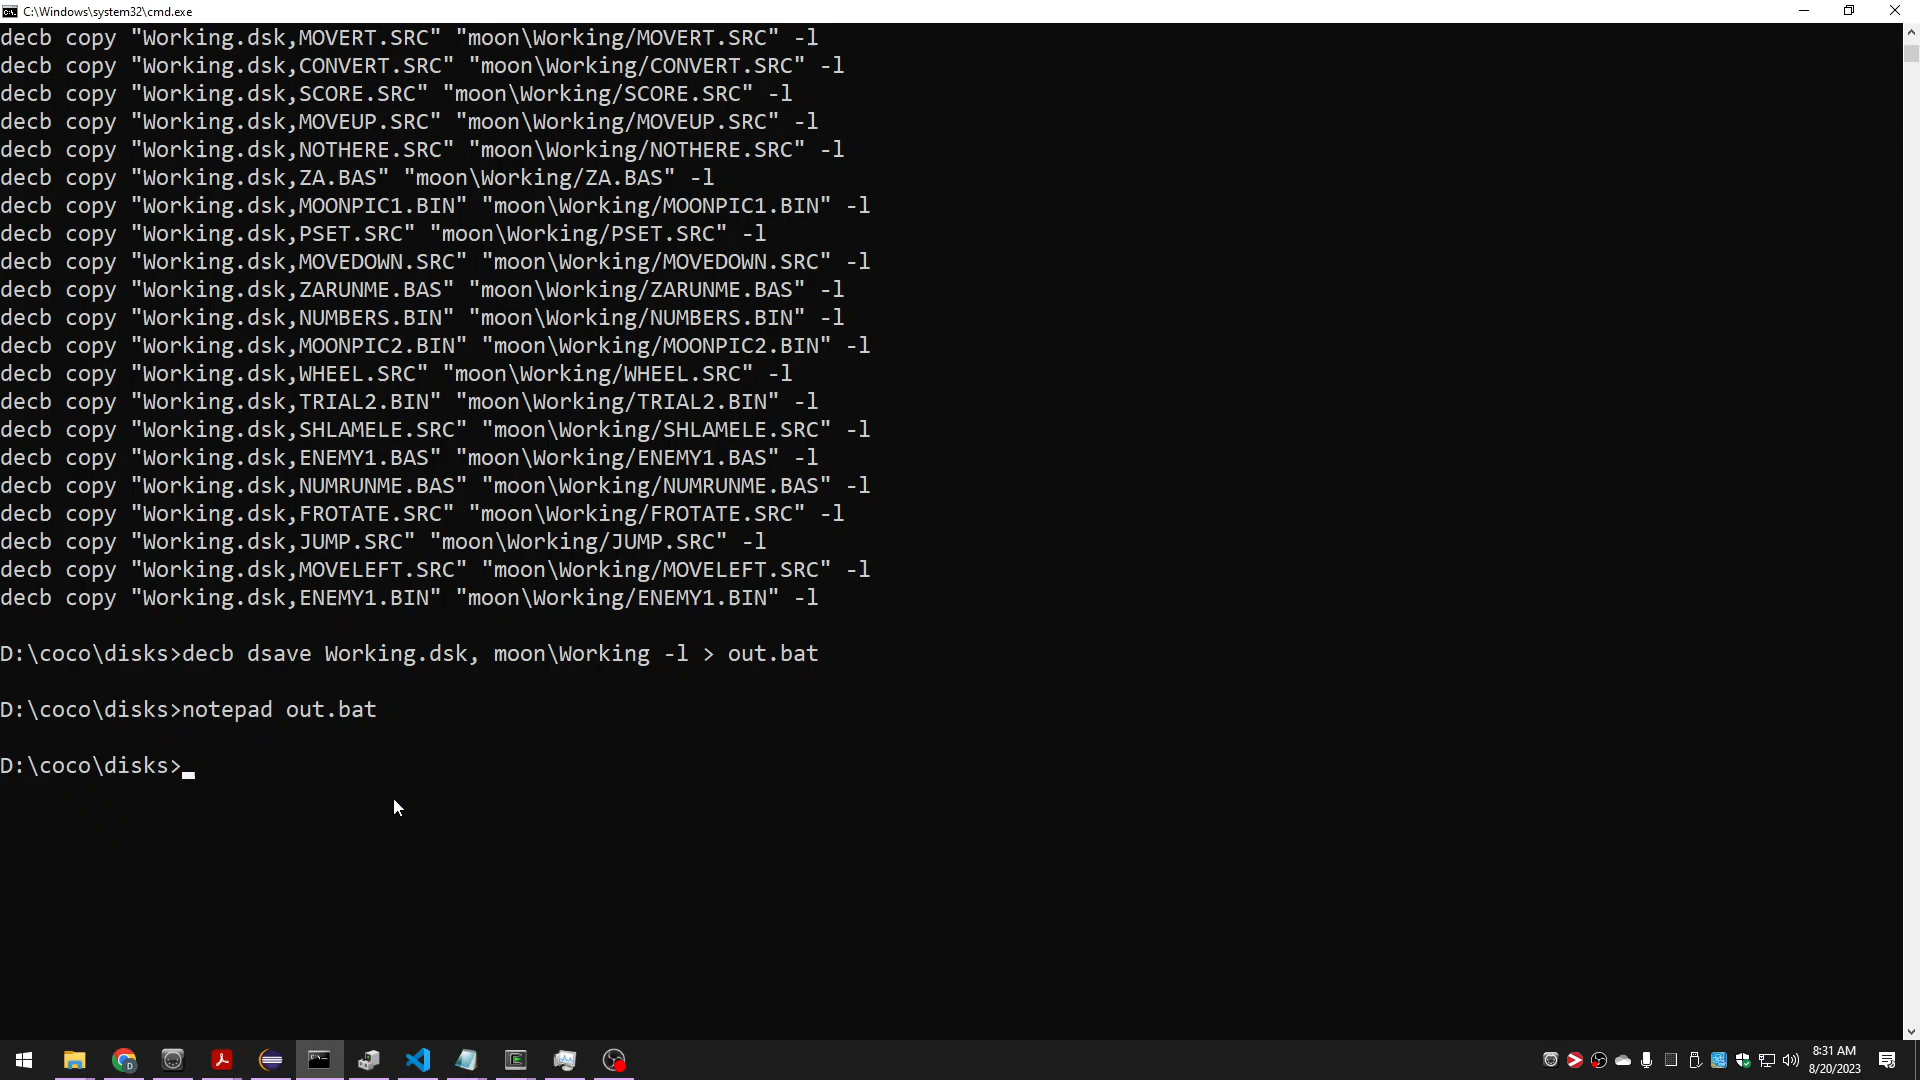 C:\Windows\system32\cmd.exe
decb copy "Working.dsk,MOVERT.SRC" "moon\Working/MOVERT.SRC" -l
decb copy "Working.dsk,CONVERT.SRC" "moon\Working/CONVERT.SRC" -l
decb copy "Working.dsk,SCORE.SRC" "moon\Working/SCORE.SRC" -l
decb copy "Working.dsk,MOVEUP.SRC" "moon\Working/MOVEUP.SRC" -l
decb copy "Working.dsk,NOTHERE.SRC" "moon\Working/NOTHERE.SRC" -l
decb copy "Working.dsk,ZA.BAS" "moon\Working/ZA.BAS" -l
decb copy "Working.dsk,MOONPIC1.BIN" "moon\Working/MOONPIC1.BIN" -l
decb copy "Working.dsk,PSET.SRC" "moon\Working/PSET.SRC" -l
decb copy "Working.dsk,MOVEDOWN.SRC" "moon\Working/MOVEDOWN.SRC" -l
decb copy "Working.dsk,ZARUNME.BAS" "moon\Working/ZARUNME.BAS" -l
decb copy "Working.dsk,NUMBERS.BIN" "moon\Working/NUMBERS.BIN" -l
decb copy "Working.dsk,MOONPIC2.BIN" "moon\Working/MOONPIC2.BIN" -l
decb copy "Working.dsk,WHEEL.SRC" "moon\Working/WHEEL.SRC" -l
decb copy "Working.dsk,TRIAL2.BIN" "moon\Working/TRIAL2.BIN" -l
decb copy "Working.dsk,SHLAMELE.SRC" "moon\Working/SHLAMELE.SRC" -l
decb copy "Working.dsk,ENEMY1.BAS" "moon\Working/ENEMY1.BAS" -l
decb copy "Working.dsk,NUMRUNME.BAS" "moon\Working/NUMRUNME.BAS" -l
decb copy "Working.dsk,FROTATE.SRC" "moon\Working/FROTATE.SRC" -l
decb copy "Working.dsk,JUMP.SRC" "moon\Working/JUMP.SRC" -l
decb copy "Working.dsk,MOVELEFT.SRC" "moon\Working/MOVELEFT.SRC" -l
decb copy "Working.dsk,ENEMY1.BIN" "moon\Working/ENEMY1.BIN" -l
D:\coco\disks>decb dsave Working.dsk, moon\Working -l > out.bat
D:\coco\disks>notepad out.bat
D:\coco\disks>
8:31 AM
8/20/2023